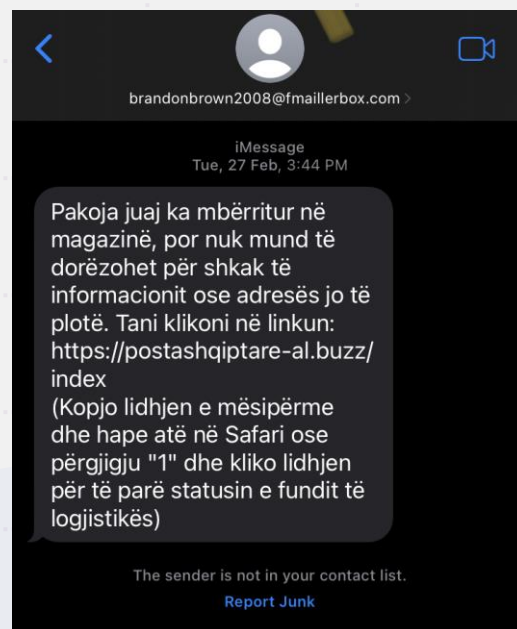 brandonbrown2008@fmaillerbox.com >
iMessage
Tue, 27 Feb, 3:44 PM
Pakoja juaj ka mbërritur në
magazinë, por nuk mund të
dorëzohet për shkak të
informacionit ose adresës jo të
plotë. Tani klikoni në linkun:
https://postashqiptare-al.buzz/
index
(Kopjo lidhjen e mësipërme
dhe hape atë në Safari ose
përgjigju "1" dhe kliko lidhjen
për të parë statusin e fundit të
logjistikës)
The sender is not in your contact list.
Report Junk